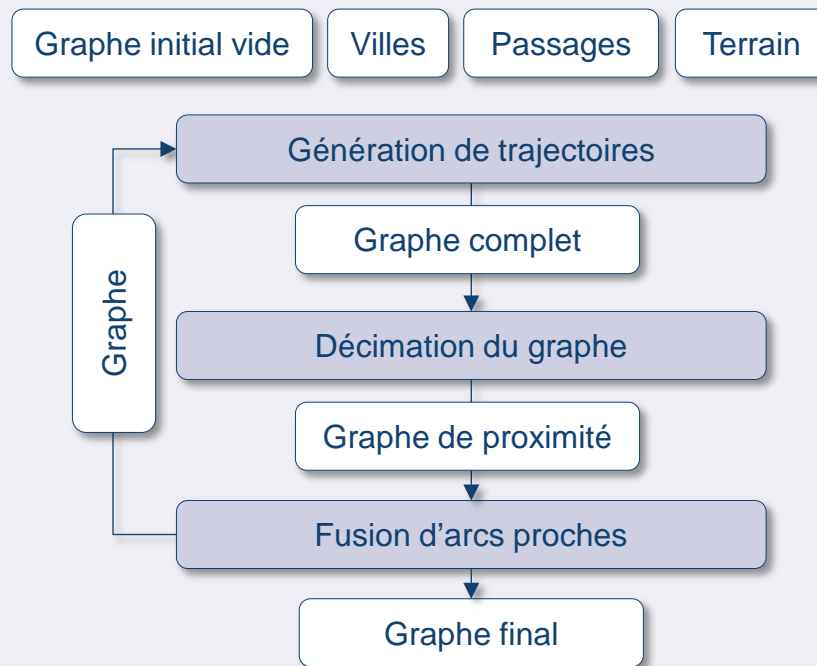 Graphe initial vide
Villes
Passages
Terrain
Génération de trajectoires
Graphe complet
Graphe
Décimation du graphe
Graphe de proximité
Fusion d’arcs proches
Graphe final